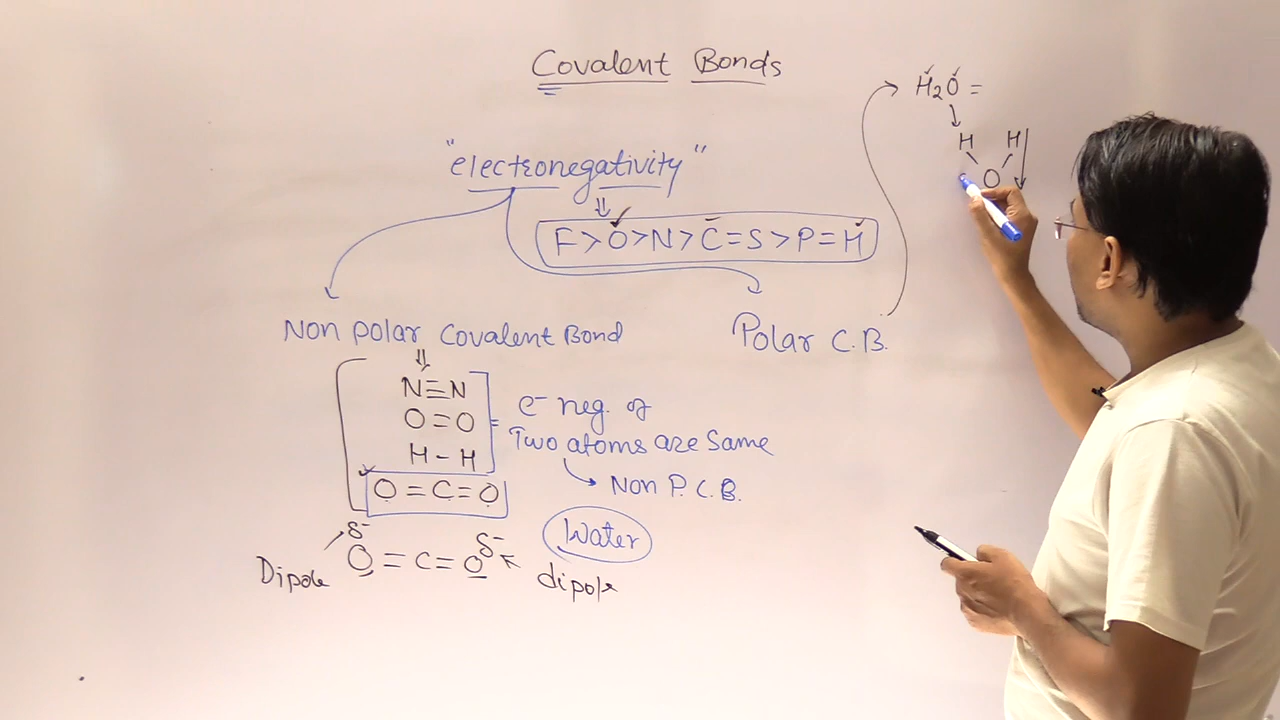 Covalent Bonds
"electronegativity"
F > O > N > C = S > P = H
Non polar Covalent Bond
N≡N
O=O
H-H
O=C=O
= e⁻ neg. of
Two atoms are Same
Non P.C.B.
Water
δ⁻ δ⁻
O=C=O
Dipole
dipole
Polar C.B.
H₂O =
H H
O